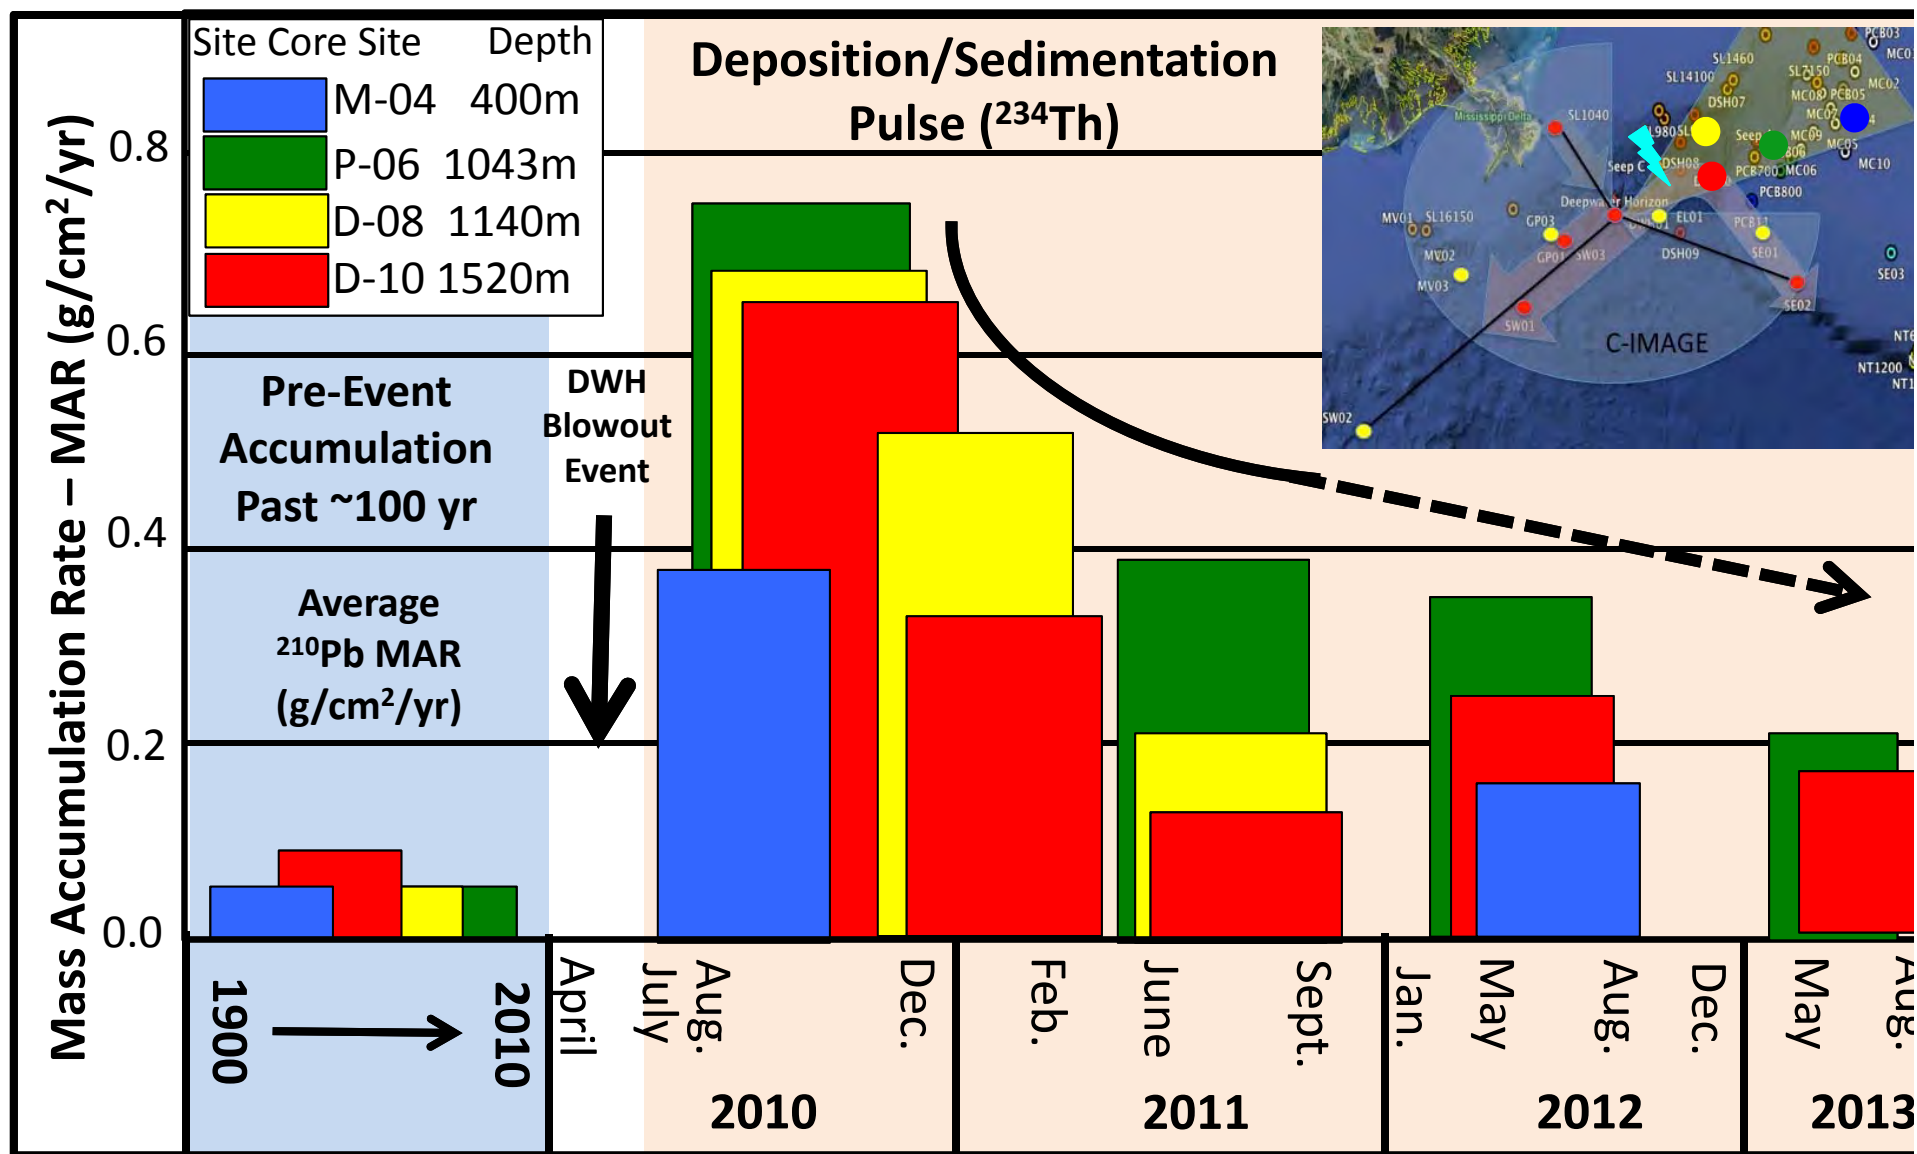 Site Core Site Depth
M-04 400m
P-06 1043m
D-08 1140m
D-10 1520m
Deposition/Sedimentation
Pulse (²³⁴Th)
Mass Accumulation Rate – MAR (g/cm²/yr)
0.8
0.6
0.4
0.2
0.0
Pre-Event
Accumulation
Past ~100 yr
Average
²¹⁰Pb MAR
(g/cm²/yr)
DWH
Blowout
Event
1900
2010
April
July
Aug.
Dec.
Feb.
June
Sept.
Jan.
May
Aug.
Dec.
May
Aug.
2010
2011
2012
2013
PCB03
MC01
SL1460
PCB04
SL14100
SL7150
MC02
DSH07
MC08
PCB05
Mississippi Delta
SL1040
MC09
MC05
MC10
Seep C
DSH08
PCB700
MC06
PCB800
Deepwater Horizon
MV01
SL16150
GP03
EL01
PCB11
MV02
GP01
SW03
DSH09
SE01
SE03
MV03
SE02
SW01
C-IMAGE
NT1200
SW02